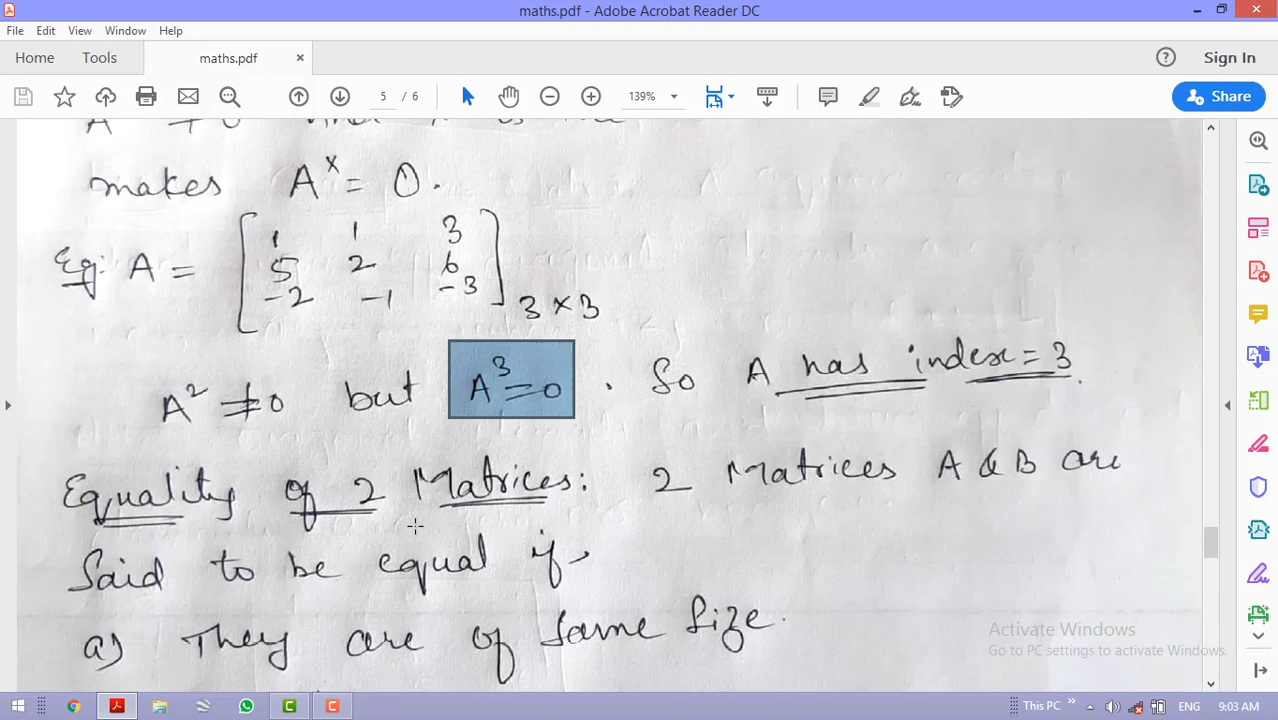 maths.pdf - Adobe Acrobat Reader DC
File Edit View Window Help
Home Tools maths.pdf × Sign In
5 / 6 139% Share
makes Aˣ = 0.
Eg: A = [ 1 1 3
5 2 6
-2 -1 -3 ] 3 × 3
A² ≠ 0 but A³ = 0 . So A has index = 3.
Equality of 2 Matrices: 2 Matrices A & B are
Said to be equal if,
a) They are of Same Size.
Activate Windows
Go to PC settings to activate Windows.
This PC » ENG 9:03 AM